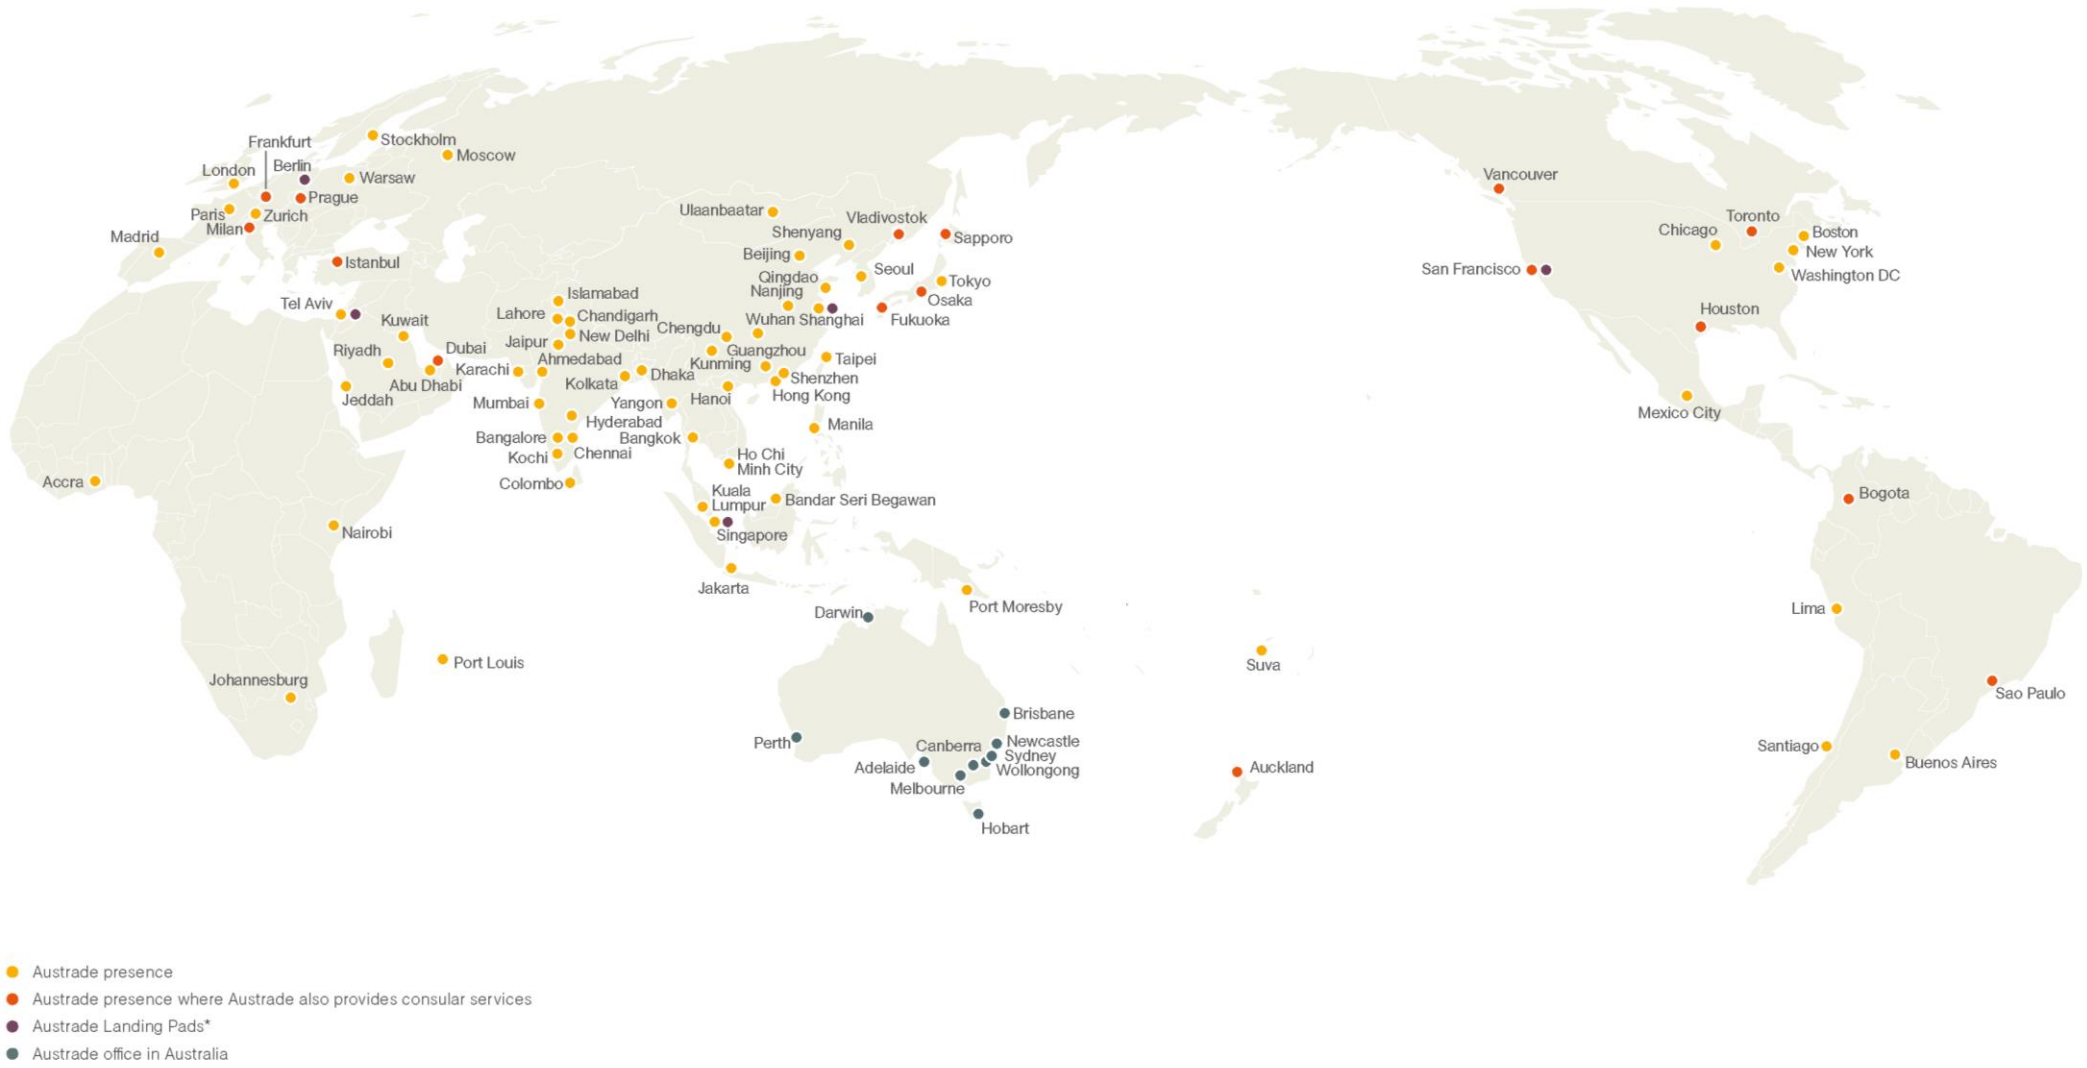 Stockholm
Frankfurt
Moscow
Berlin
London
Warsaw
Prague
Paris
Zurich
Milan
Madrid
Istanbul
Tel Aviv
Kuwait
Riyadh
Dubai
Abu Dhabi
Jeddah
Accra
Nairobi
Johannesburg
Port Louis
Islamabad
Lahore
Chandigarh
New Delhi
Jaipur
Ahmedabad
Karachi
Kolkata
Dhaka
Mumbai
Hyderabad
Bangalore
Chennai
Kochi
Colombo
Ulaanbaatar
Vladivostok
Shenyang
Sapporo
Beijing
Seoul
Qingdao
Tokyo
Nanjing
Osaka
Wuhan
Shanghai
Fukuoka
Chengdu
Guangzhou
Kunming
Taipei
Shenzhen
Hong Kong
Hanoi
Yangon
Manila
Bangkok
Ho Chi
Minh City
Kuala
Lumpur
Bandar Seri Begawan
Singapore
Jakarta
Port Moresby
Darwin
Suva
Brisbane
Perth
Newcastle
Canberra
Sydney
Adelaide
Wollongong
Melbourne
Hobart
Auckland
Vancouver
Toronto
Chicago
Boston
New York
San Francisco
Washington DC
Houston
Mexico City
Bogota
Lima
Sao Paulo
Santiago
Buenos Aires
Austrade presence
Austrade presence where Austrade also provides consular services
Austrade Landing Pads*
Austrade office in Australia